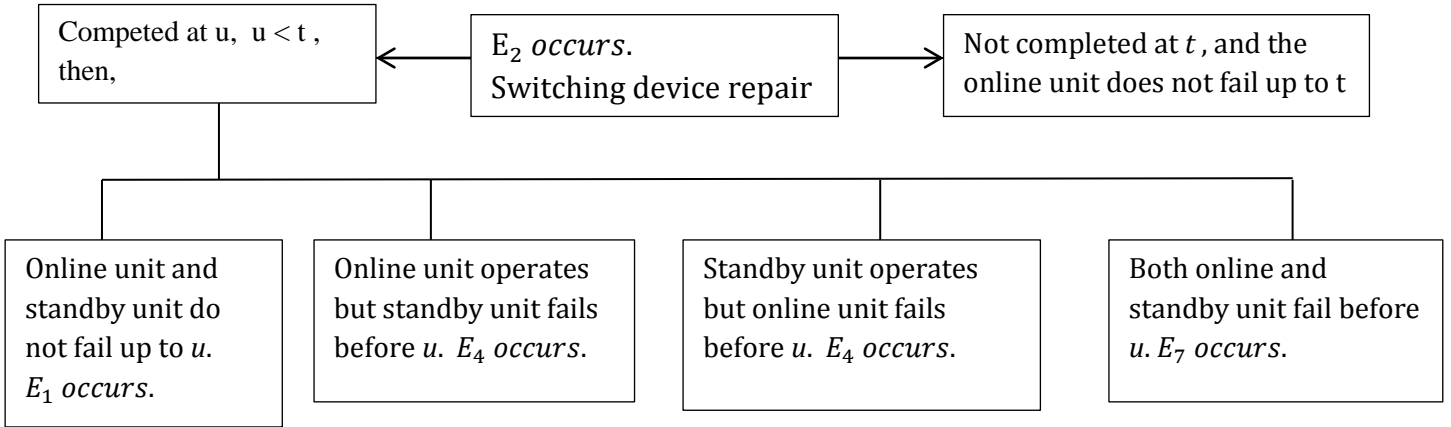 Competed at u, u < t ,
then,
E₂ occurs.
Switching device repair
Not completed at t , and the
online unit does not fail up to t
Online unit and
standby unit do
not fail up to u.
E₁ occurs.
Online unit operates
but standby unit fails
before u. E₄ occurs.
Standby unit operates
but online unit fails
before u. E₄ occurs.
Both online and
standby unit fail before
u. E₇ occurs.